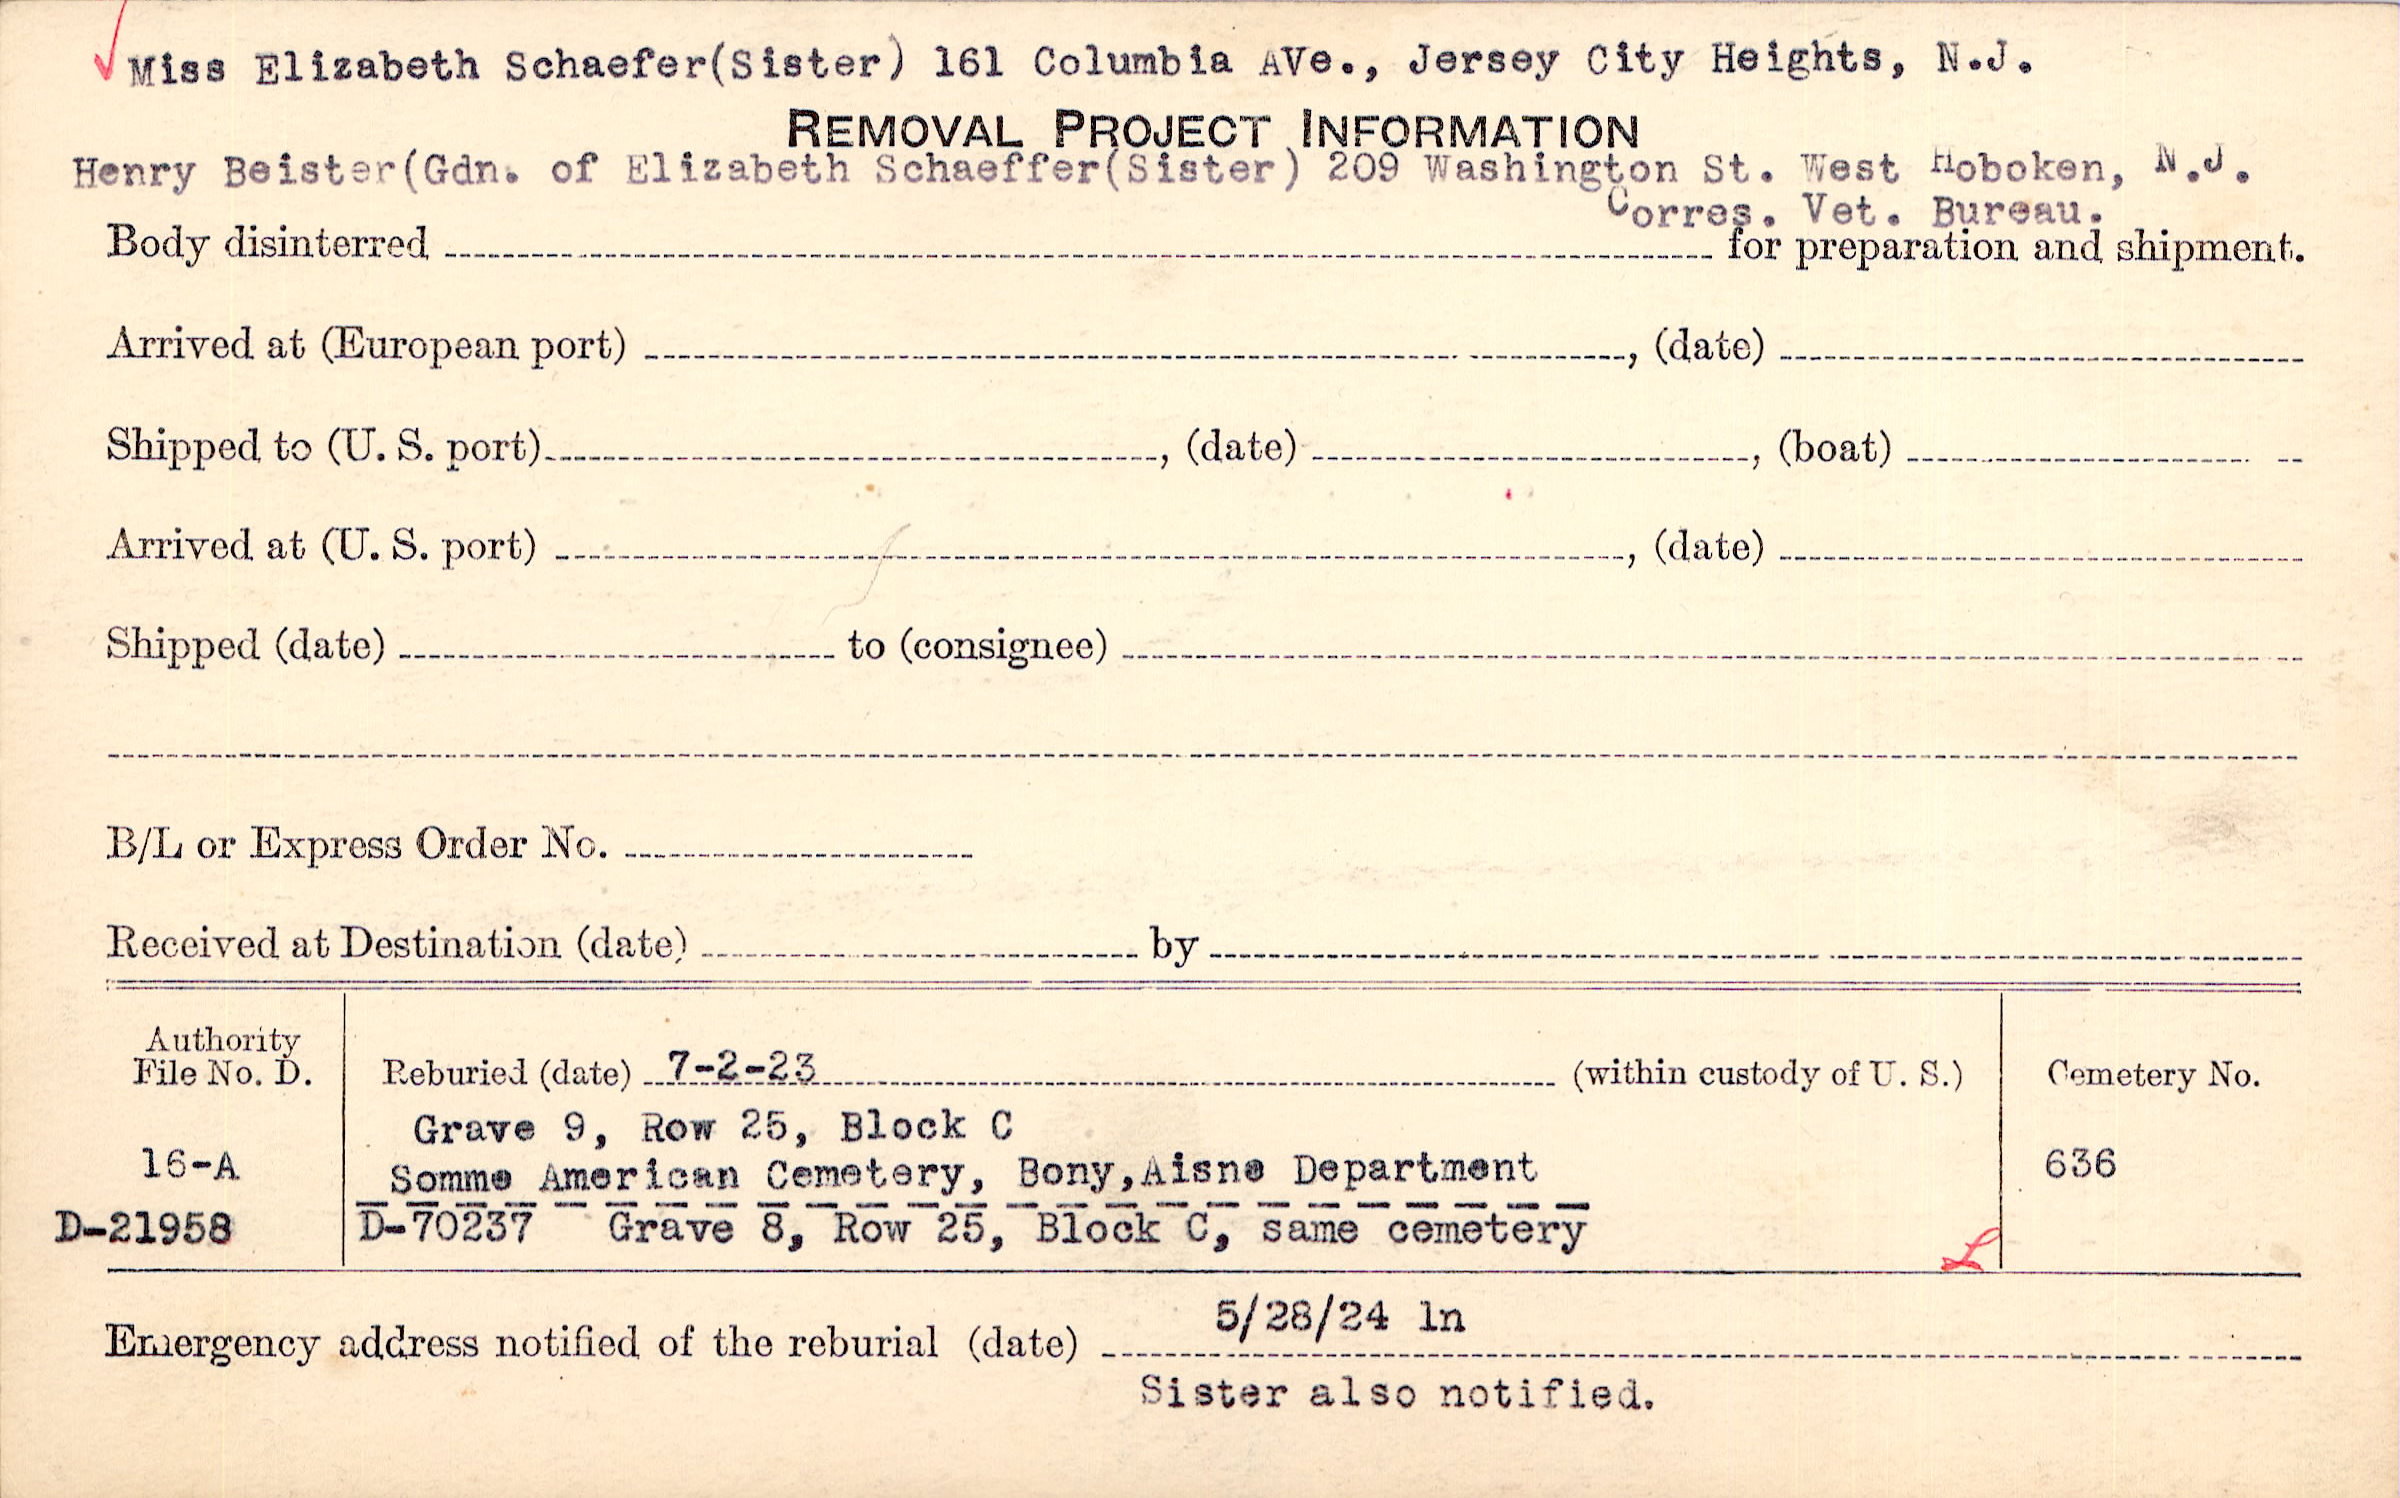 Miss Elizabeth Schaefer(Sister) 161 Columbia AVe., Jersey City Heights, N.J.
REMOVAL PROJECT INFORMATION
Henry Beister(Gdn. of Elizabeth Schaeffer(Sister) 209 Washington St. West Hoboken, N.J.
Corres. Vet. Bureau.
Body disinterred for preparation and shipment.
Arrived at (European port) , (date)
Shipped to (U. S. port) , (date) , (boat)
Arrived at (U. S. port) , (date)
Shipped (date) to (consignee)
B/L or Express Order No.
Received at Destination (date) by
Authority
File No. D.
Reburied (date) 7-2-23 (within custody of U. S.)
Cemetery No.
Grave 9, Row 25, Block C
16-A
Somme American Cemetery, Bony,Aisne Department
636
D-21958
D-70237 Grave 8, Row 25, Block C, same cemetery
L
Emergency address notified of the reburial (date) 5/28/24 ln
Sister also notified.